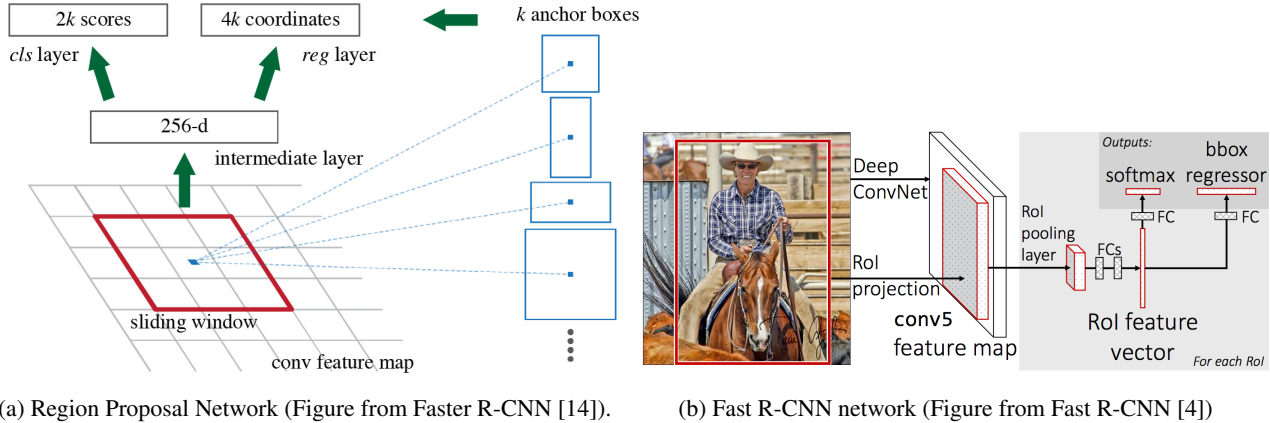 2k scores
4k coordinates
k anchor boxes
cls layer
reg layer
256-d
intermediate layer
sliding window
conv feature map
Deep
ConvNet
RoI
projection
conv5
feature map
RoI
pooling
layer
FCs
Outputs:
softmax
bbox
regressor
FC
FC
RoI feature
vector
For each RoI
(a) Region Proposal Network (Figure from Faster R-CNN [14]).
(b) Fast R-CNN network (Figure from Fast R-CNN [4])